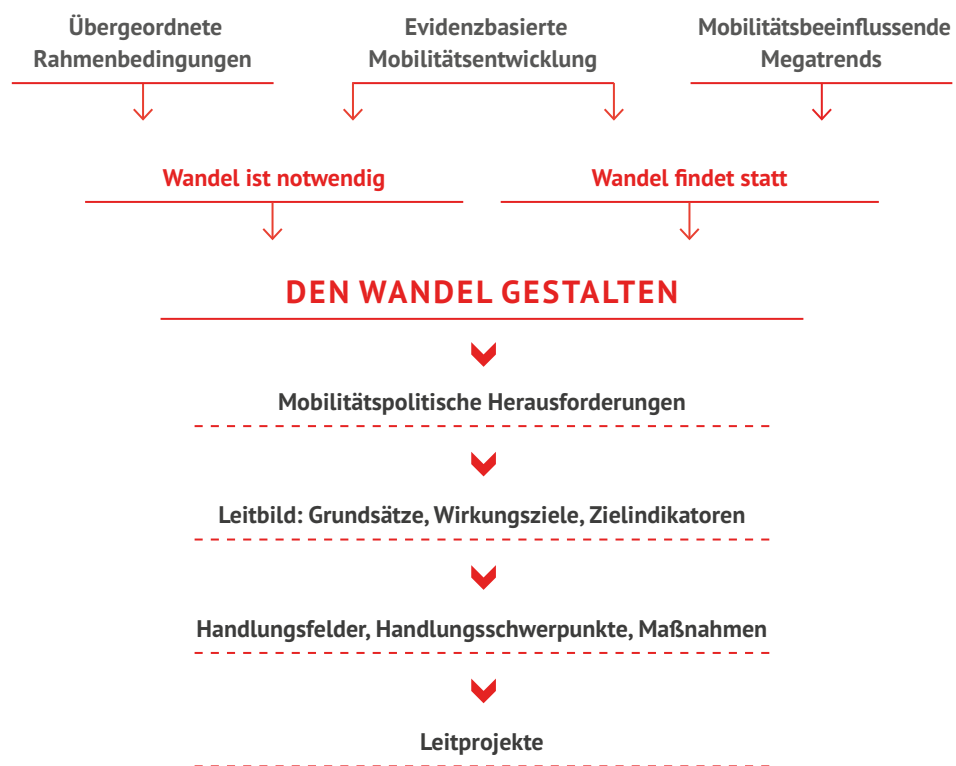 Übergeordnete
Rahmenbedingungen
Evidenzbasierte
Mobilitätsentwicklung
Mobilitätsbeeinflussende
Megatrends
Wandel ist notwendig
Wandel findet statt
DEN WANDEL GESTALTEN
Mobilitätspolitische Herausforderungen
Leitbild: Grundsätze, Wirkungsziele, Zielindikatoren
Handlungsfelder, Handlungsschwerpunkte, Maßnahmen
Leitprojekte